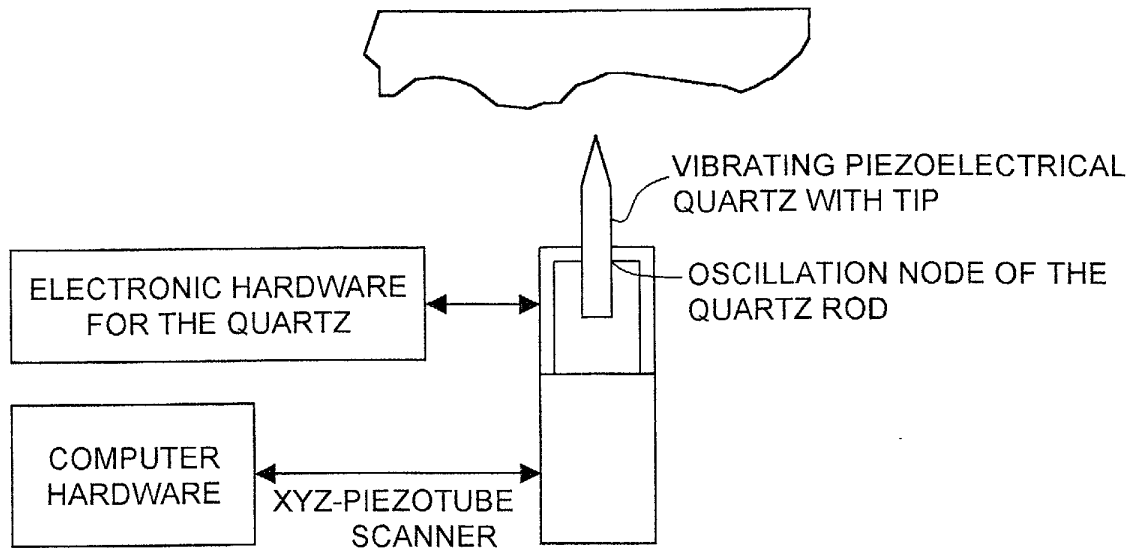 VIBRATING PIEZOELECTRICAL
QUARTZ WITH TIP
OSCILLATION NODE OF THE
QUARTZ ROD
ELECTRONIC HARDWARE
FOR THE QUARTZ
COMPUTER
HARDWARE
XYZ-PIEZOTUBE
SCANNER